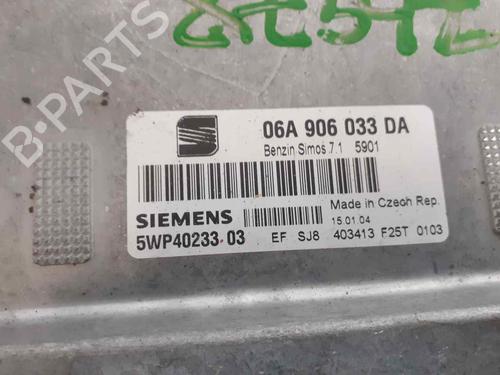 06A 906 033 DA
Benzin Simos 7.1 5901
SIEMENS
Made in Czech Rep.
15.01.04
5WP40233 03
EF SJ8 403413 F25T 0103